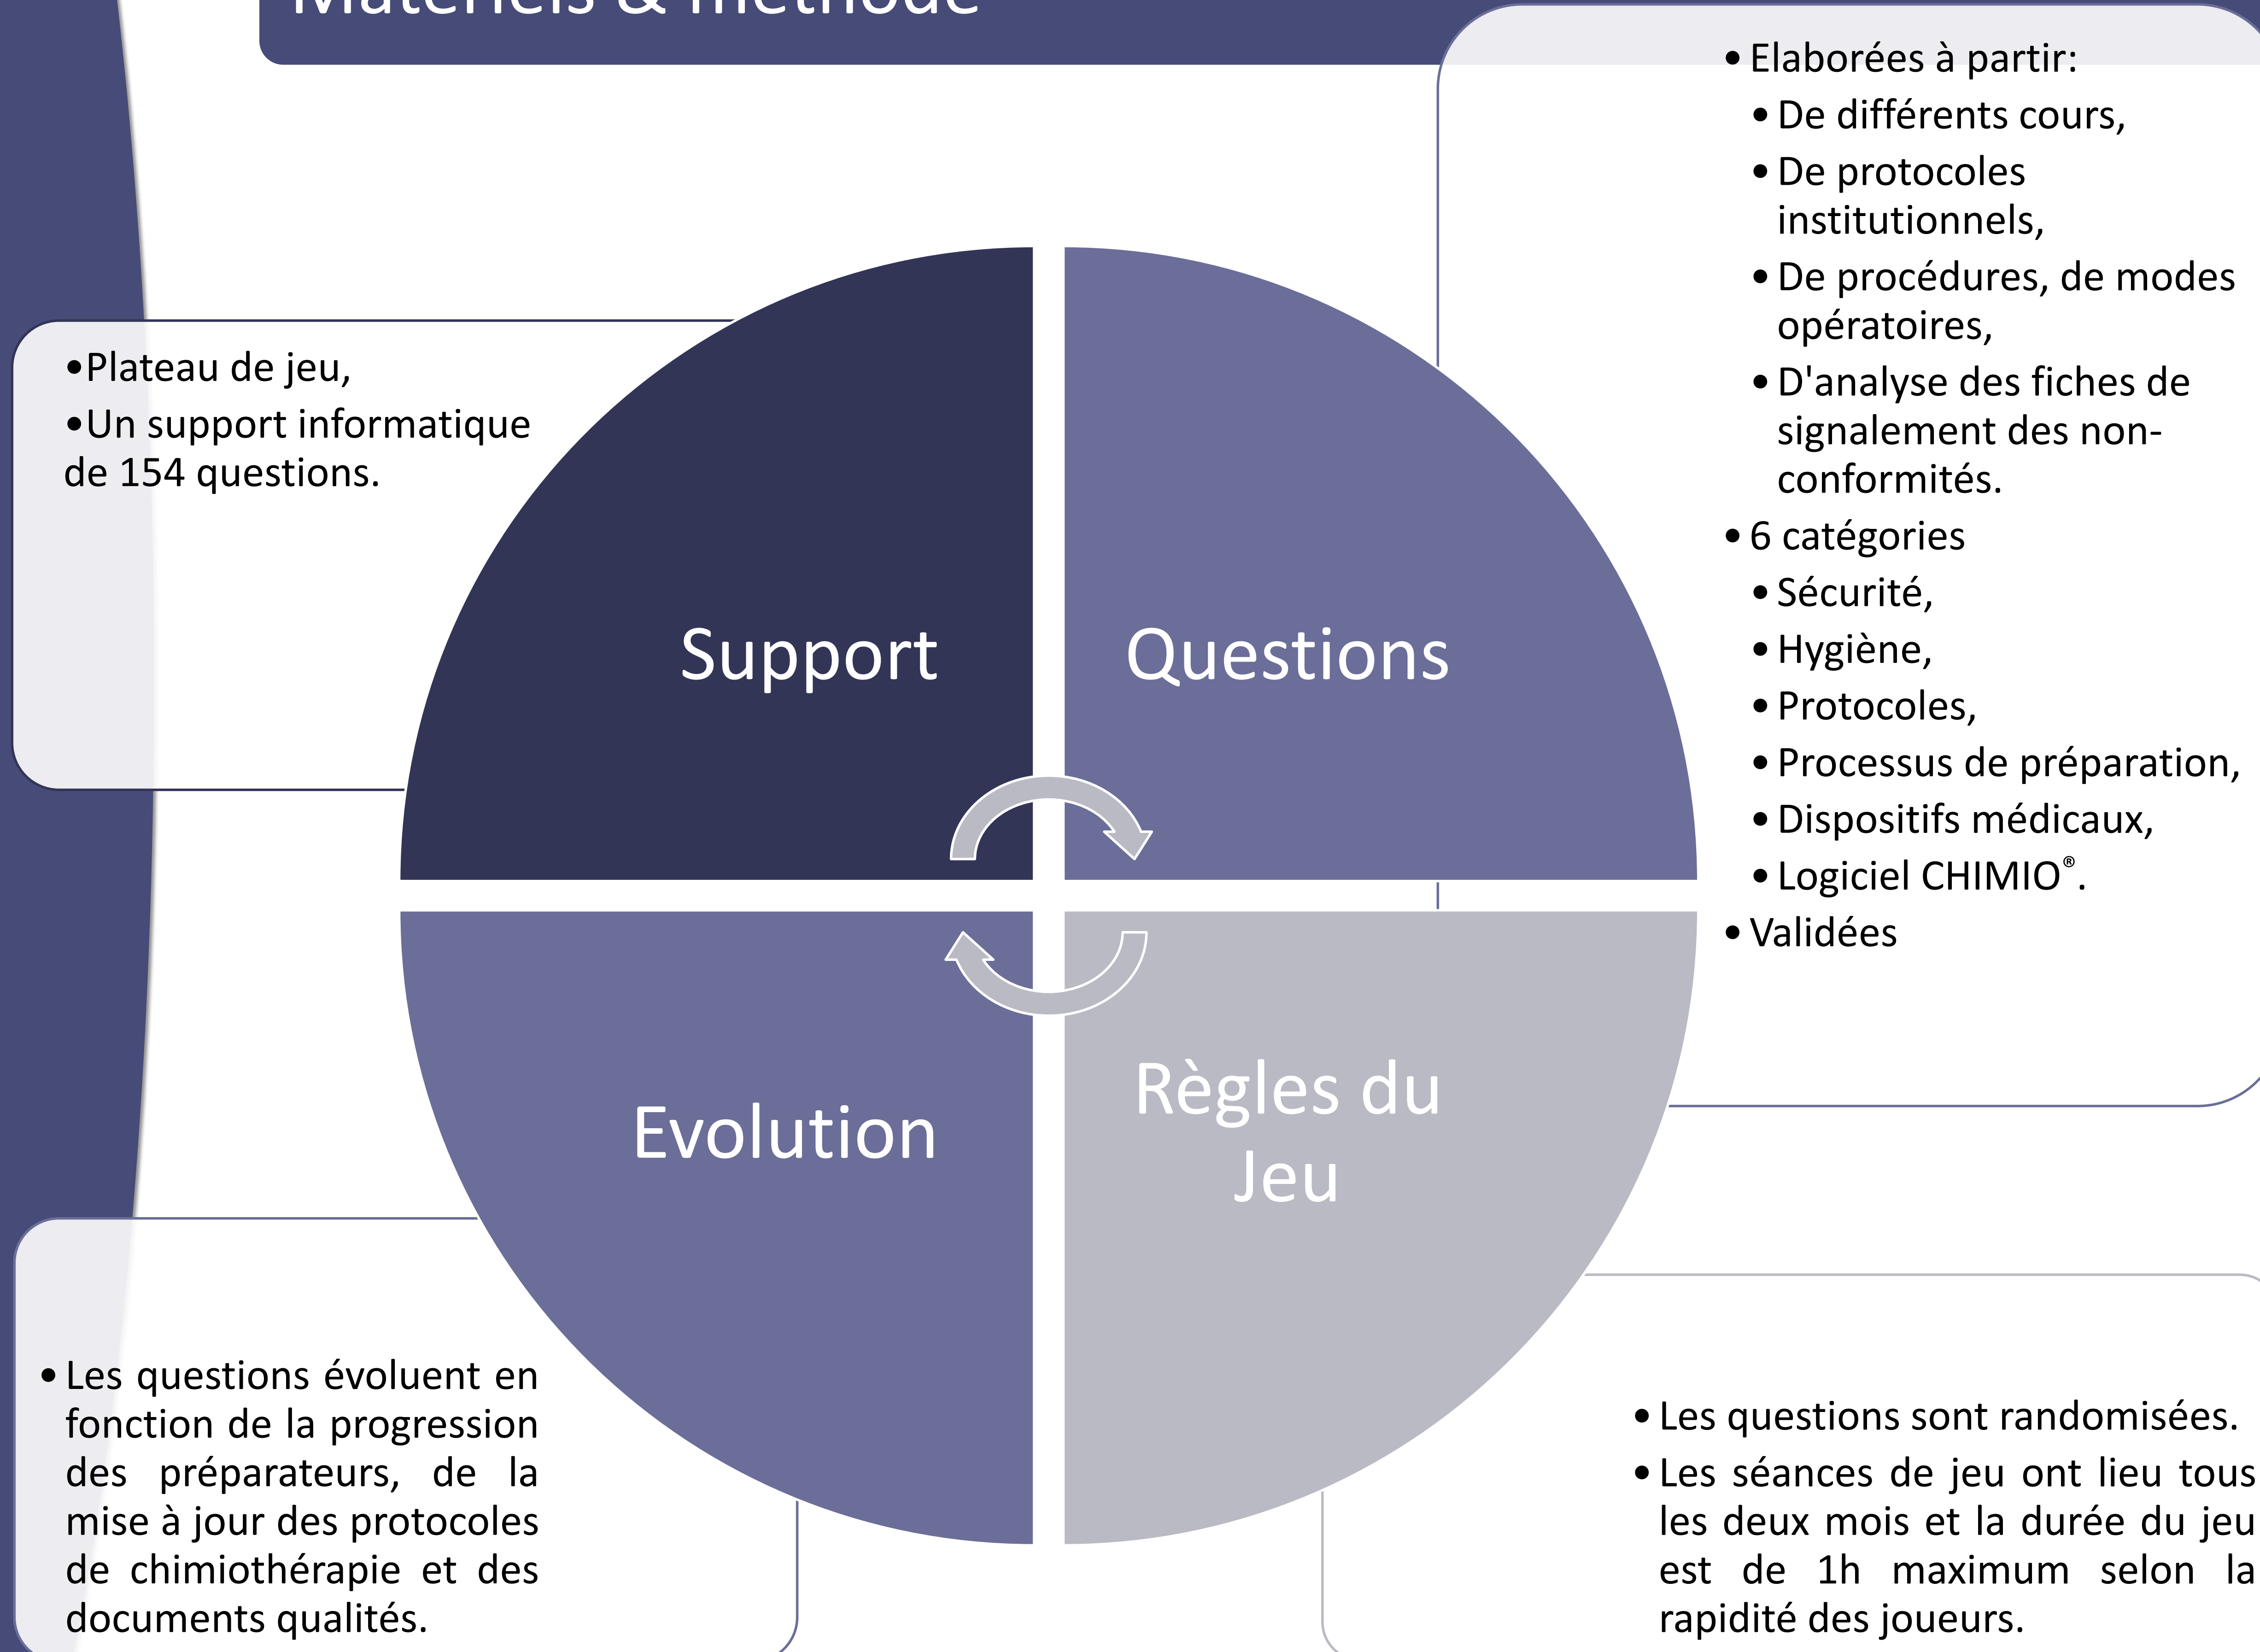 Matériels & méthode
•Plateau de jeu,
•Un support informatique
de 154 questions.
Support
Questions
• Elaborées à partir:
• De différents cours,
• De protocoles
institutionnels,
• De procédures, de modes
opératoires,
• D'analyse des fiches de
signalement des non-
conformités.
• 6 catégories
• Sécurité,
• Hygiène,
• Protocoles,
• Processus de préparation,
• Dispositifs médicaux,
• Logiciel CHIMIO®.
• Validées
Evolution
Règles du
Jeu
• Les questions évoluent en
fonction de la progression
des préparateurs, de la
mise à jour des protocoles
de chimiothérapie et des
documents qualités.
• Les questions sont randomisées.
• Les séances de jeu ont lieu tous
les deux mois et la durée du jeu
est de 1h maximum selon la
rapidité des joueurs.